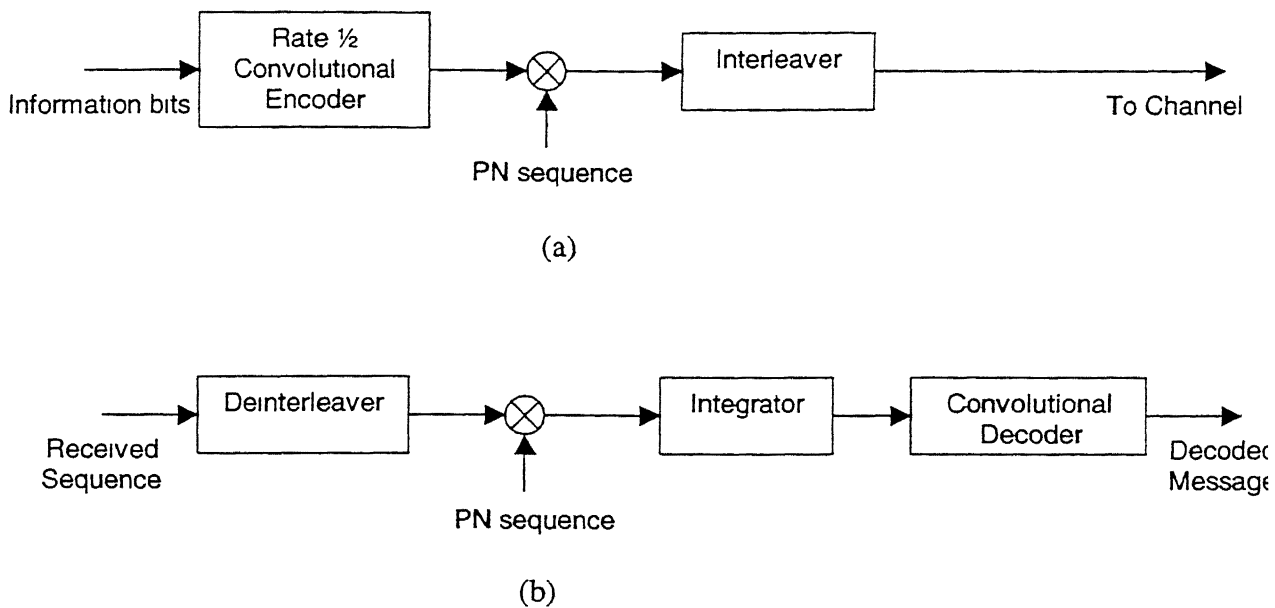 Rate ½
Convolutional
Encoder
Interleaver
Information bits
To Channel
PN sequence
(a)
Deinterleaver
Integrator
Convolutional
Decoder
Received
Sequence
Decoded
Message
PN sequence
(b)